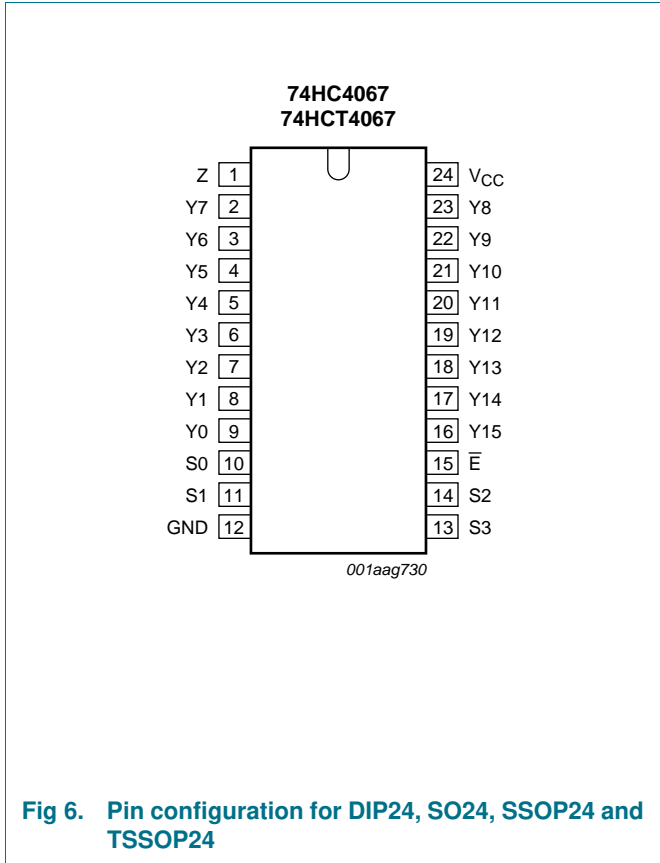 74HC4067
74HCT4067
Z 1 24 VCC
Y7 2 23 Y8
Y6 3 22 Y9
Y5 4 21 Y10
Y4 5 20 Y11
Y3 6 19 Y12
Y2 7 18 Y13
Y1 8 17 Y14
Y0 9 16 Y15
S0 10 15 E̅
S1 11 14 S2
GND 12 13 S3
001aag730
Fig 6. Pin configuration for DIP24, SO24, SSOP24 and
TSSOP24